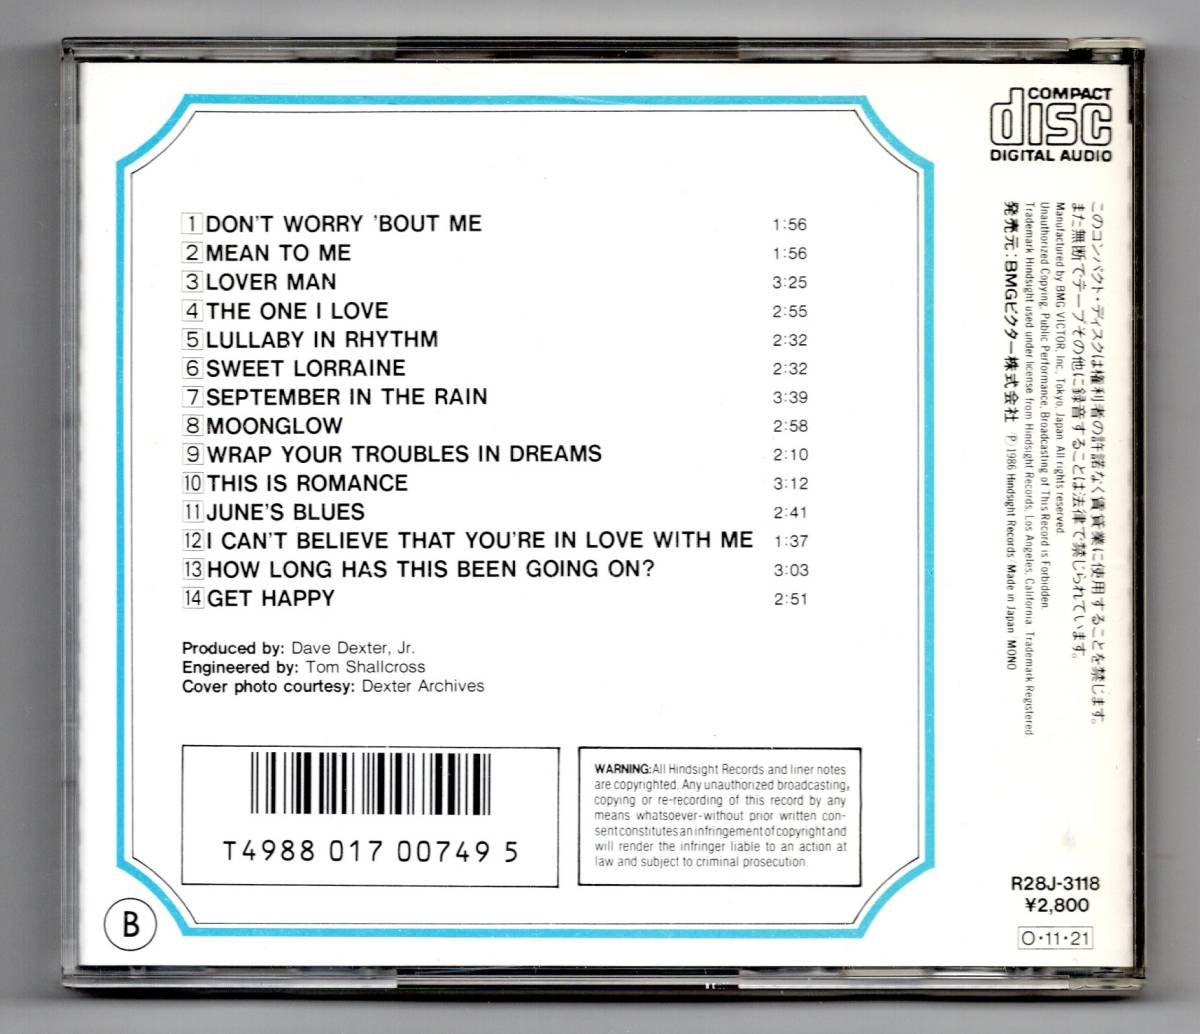 COMPACT
disc
DIGITAL AUDIO
1 DON'T WORRY 'BOUT ME 1:56
2 MEAN TO ME 1:56
3 LOVER MAN 3:25
4 THE ONE I LOVE 2:55
5 LULLABY IN RHYTHM 2:32
6 SWEET LORRAINE 2:32
7 SEPTEMBER IN THE RAIN 3:39
8 MOONGLOW 2:58
9 WRAP YOUR TROUBLES IN DREAMS 2:10
10 THIS IS ROMANCE 3:12
11 JUNE'S BLUES 2:41
12 I CAN'T BELIEVE THAT YOU'RE IN LOVE WITH ME 1:37
13 HOW LONG HAS THIS BEEN GOING ON? 3:03
14 GET HAPPY 2:51
Produced by: Dave Dexter, Jr.
Engineered by: Tom Shallcross
Cover photo courtesy: Dexter Archives
T4988 017 00749 5
WARNING: All Hindsight Records and liner notes
are copyrighted. Any unauthorized broadcasting,
copying or re-recording of this record by any
means whatsoever-without prior written con-
sent constitutes an infringement of copyright and
will render the infringer liable to an action at
law and subject to criminal prosecution.
このコンパクト・ディスクは権利者の許諾なく賃貸業に使用することを禁じます。
また無断でテープその他に録音することは法律で禁じられています。
Manufactured by BMG VICTOR, Inc., Tokyo, Japan. All rights reserved.
Unauthorized Copying, Public Performance, Broadcasting of This Record is Forbidden.
Trademark Hindsight used under license from Hindsight Records, Los Angeles, California. Trademark Registered.
発売元：BMGビクター株式会社 Ⓟ1986 Hindsight Records/Made in Japan/MONO
R28J-3118
¥2,800
O・11・21
B